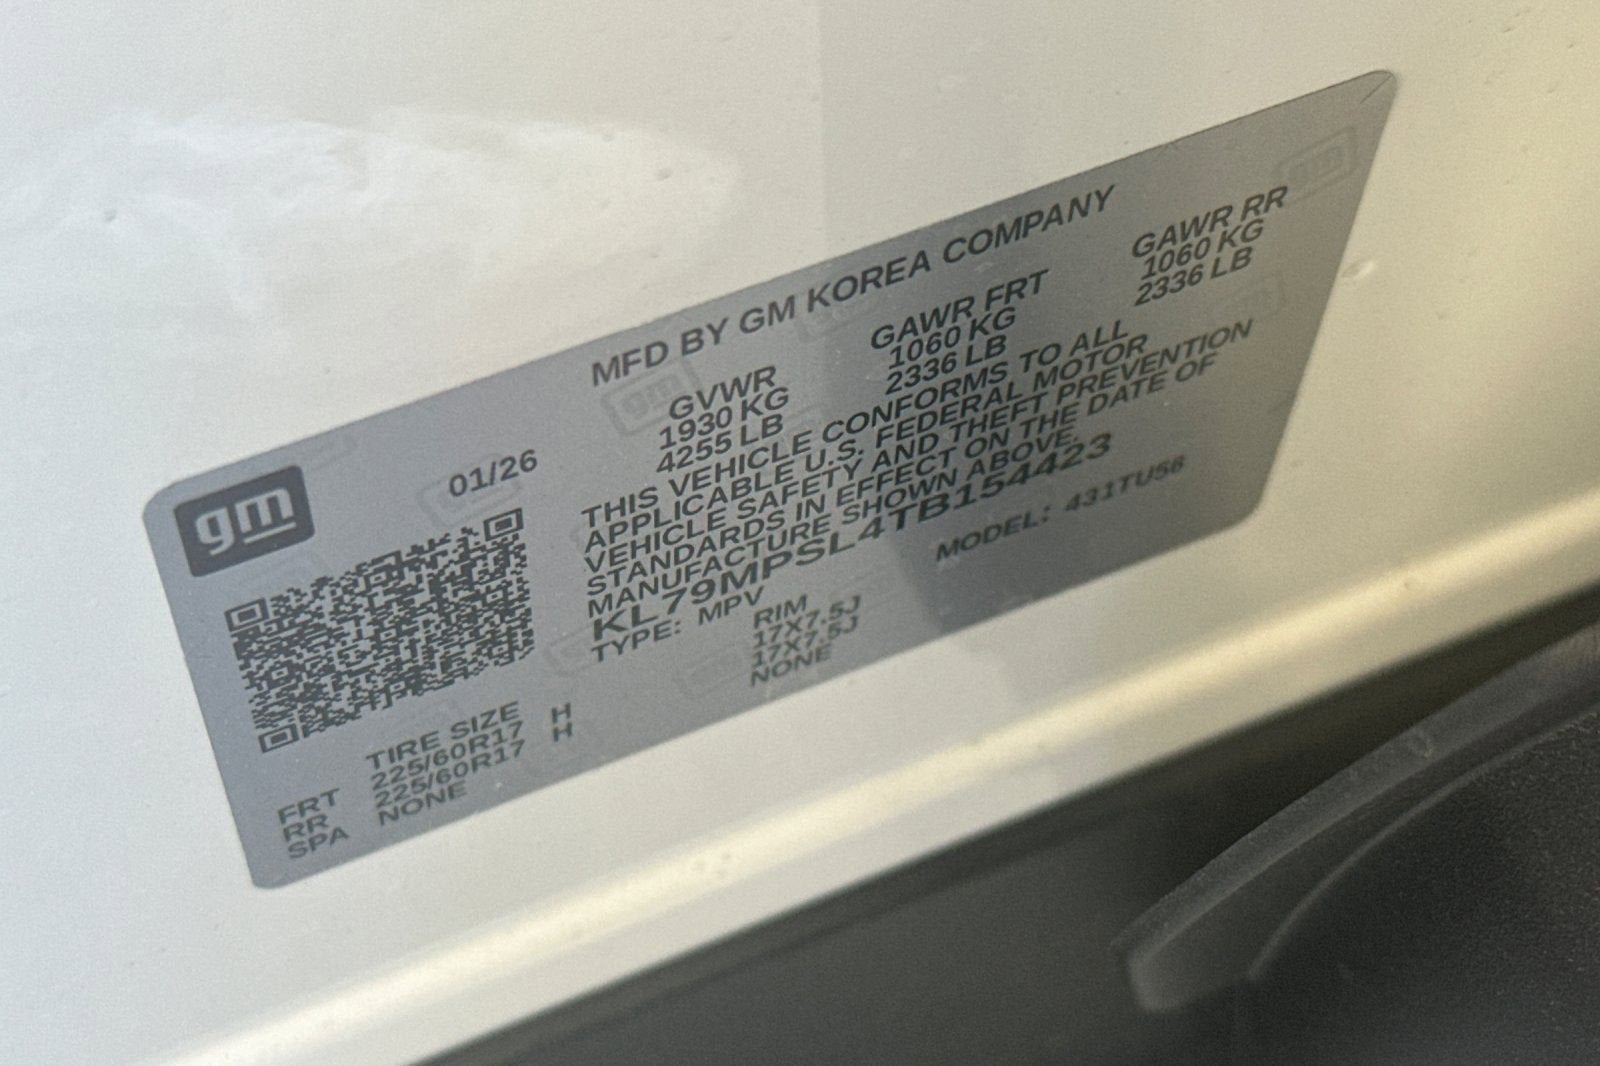 gm
01/26
MFD BY GM KOREA COMPANY
GVWR GAWR FRT GAWR RR
1930 KG 1060 KG 1060 KG
4255 LB 2336 LB 2336 LB
THIS VEHICLE CONFORMS TO ALL
APPLICABLE U.S. FEDERAL MOTOR
VEHICLE SAFETY AND THEFT PREVENTION
STANDARDS IN EFFECT ON THE DATE OF
MANUFACTURE SHOWN ABOVE.
KL79MPSL4TB154423
TYPE: MPV MODEL: 431TU56
TIRE SIZE RIM
FRT 225/60R17 H 17X7.5J
RR 225/60R17 H 17X7.5J
SPA NONE NONE